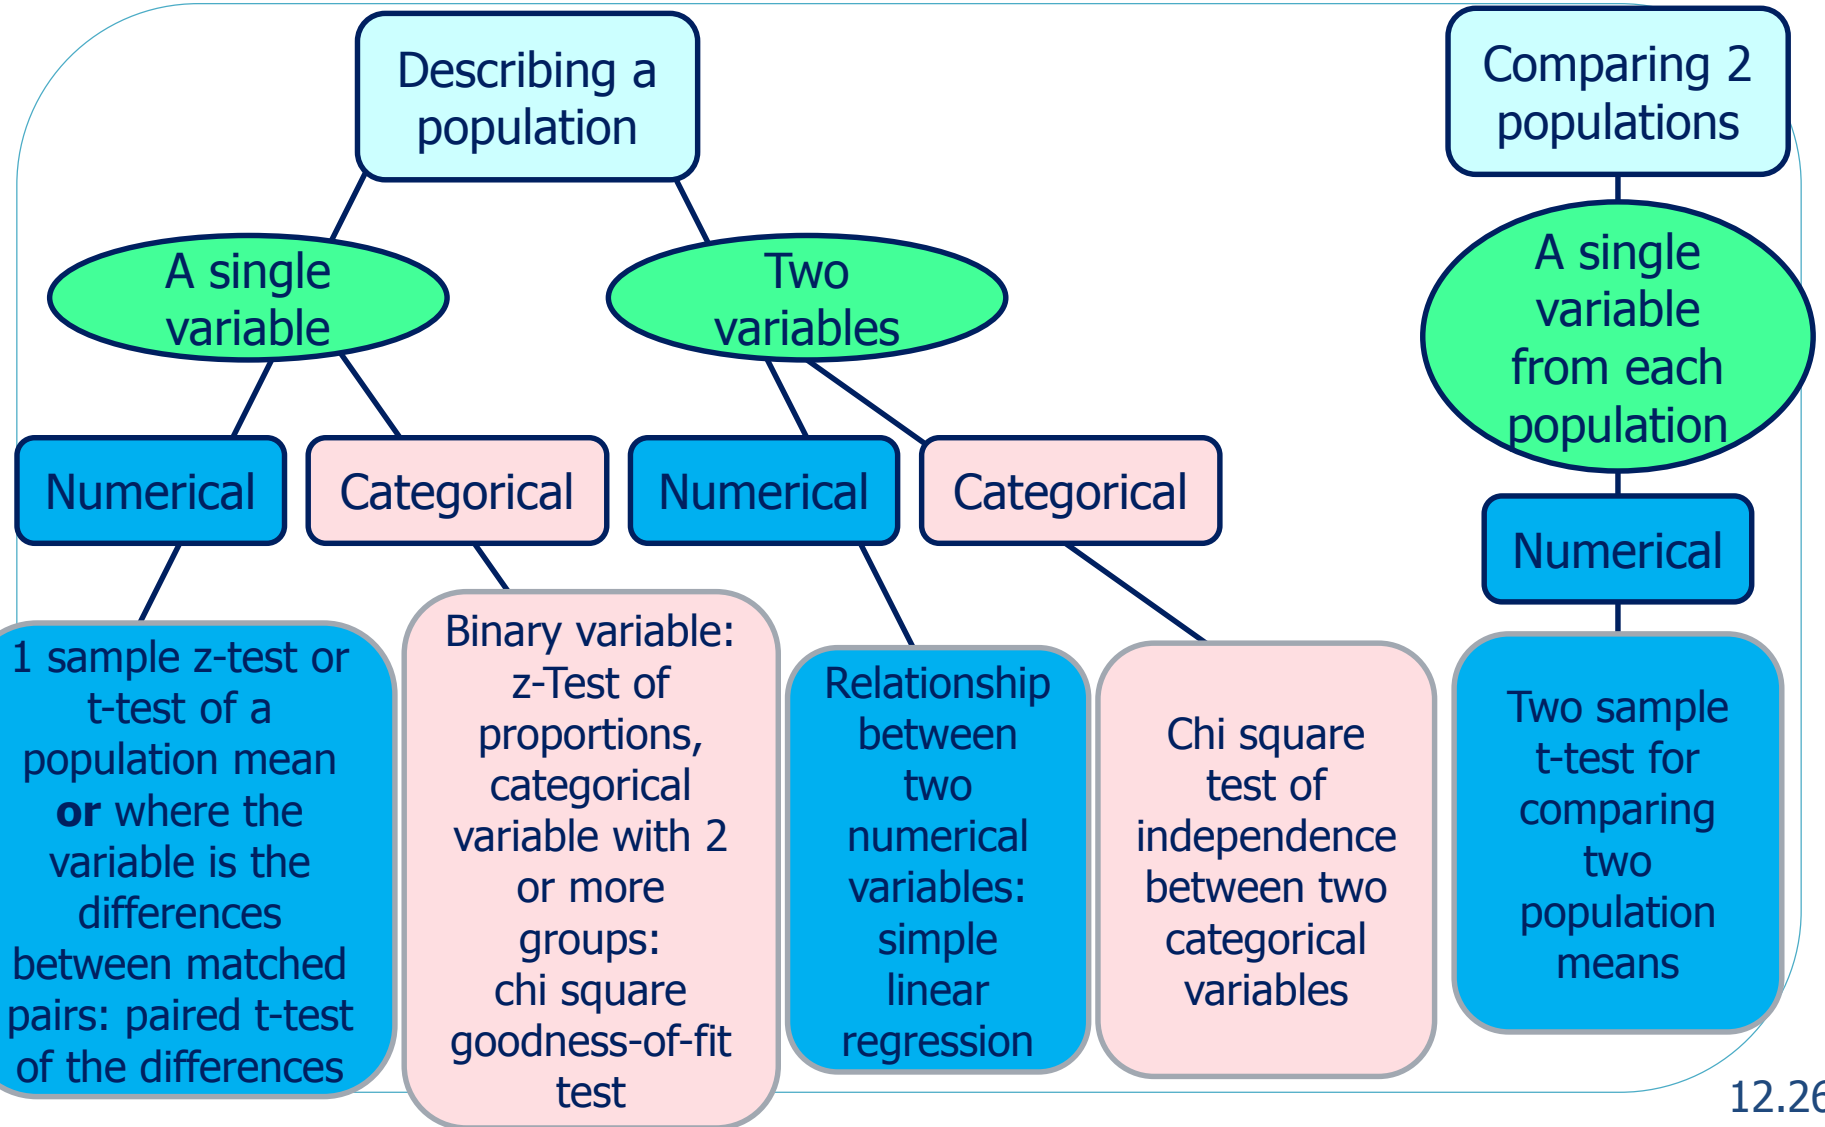 Describing a
population
Comparing 2
populations
A single
variable
Two
variables
A single
variable
from each
population
Numerical
Categorical
Numerical
Categorical
Numerical
1 sample z-test or
t-test of a
population mean
or where the
variable is the
differences
between matched
pairs: paired t-test
of the differences
Binary variable:
z-Test of
proportions,
categorical
variable with 2
or more
groups:
chi square
goodness-of-fit
test
Relationship
between
two
numerical
variables:
simple
linear
regression
Chi square
test of
independence
between two
categorical
variables
Two sample
t-test for
comparing
two
population
means
12.26